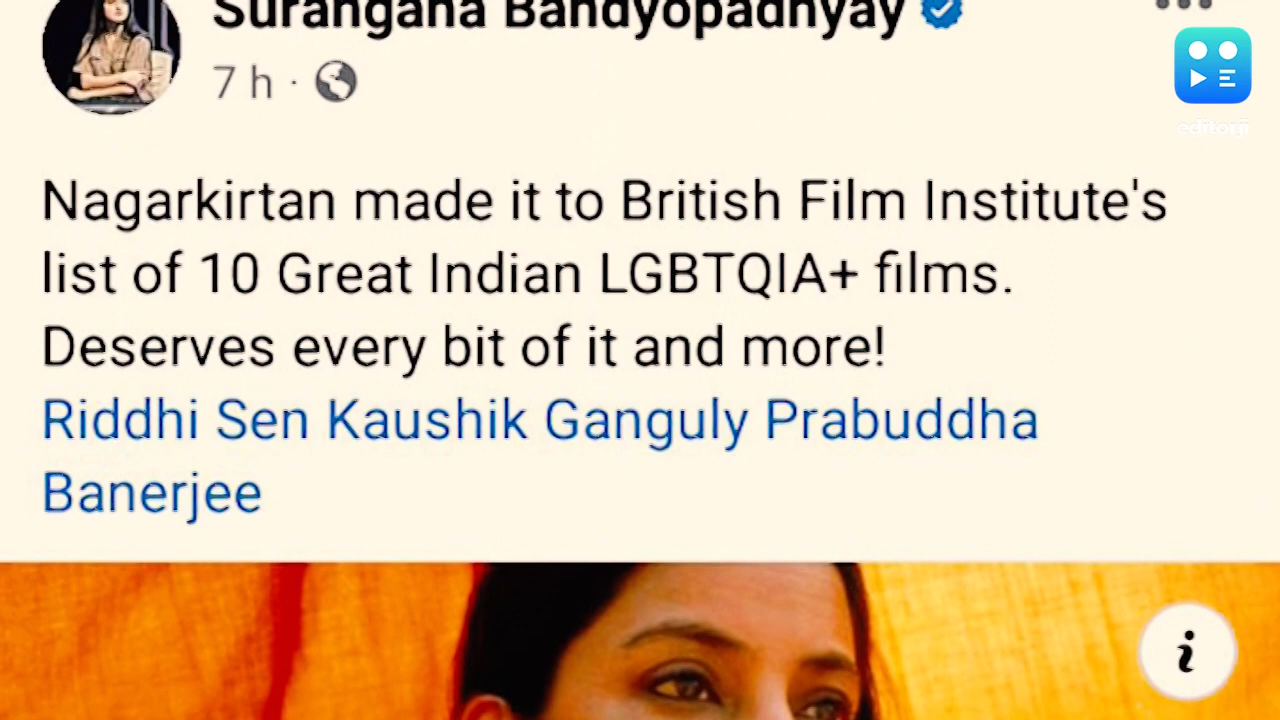 Surangana Bandyopadhyay
7 h ·
editorji
Nagarkirtan made it to British Film Institute's
list of 10 Great Indian LGBTQIA+ films.
Deserves every bit of it and more!
Riddhi Sen Kaushik Ganguly Prabuddha
Banerjee
i